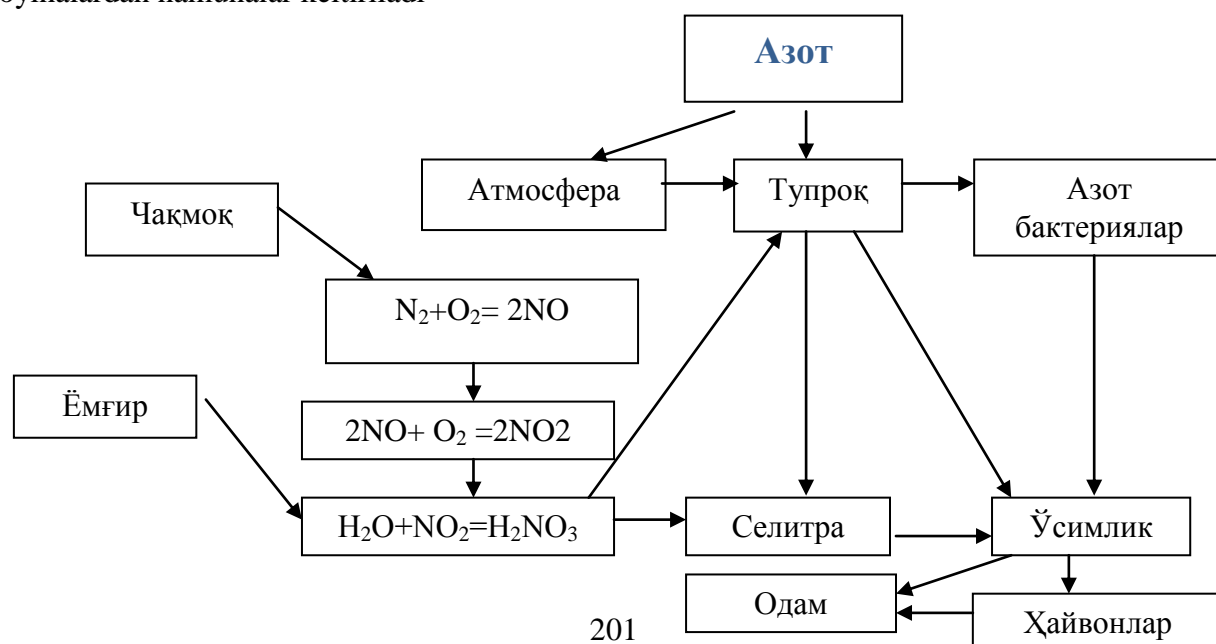 Азот
Атмосфера
Тупроқ
Азот
бактериялар
Чақмоқ
N₂+O₂= 2NO
Ёмғир
2NO+ O₂ =2NO2
H₂O+NO₂=H₂NO₃
Селитра
Ўсимлик
Одам
Ҳайвонлар
201